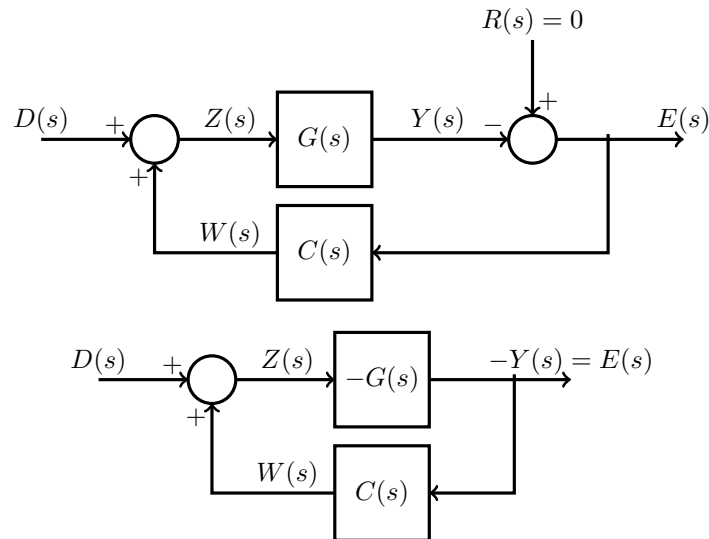 R(s) = 0
D(s) + Z(s) G(s) Y(s) − + E(s)
+
W(s) C(s)
D(s) + Z(s) −G(s) −Y(s) = E(s)
+
W(s) C(s)